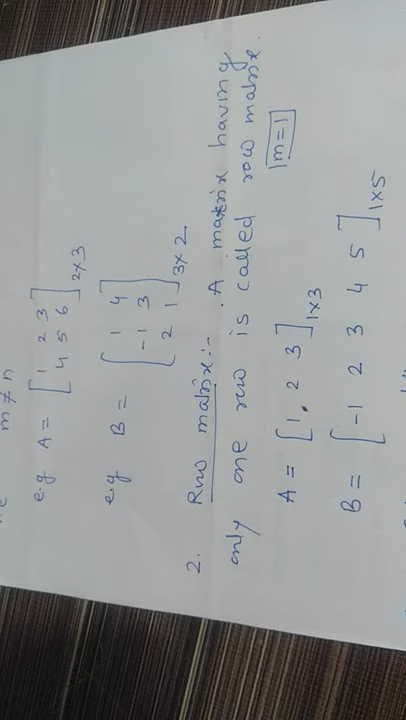 m ≠ n
e.g A = [1 2 3
4 5 6]2×3
e.g B = [1 4
-1 3
2 1]3×2
2. Row matrix:- A matrix having
only one row is called row matrix.
m=1
A = [1, 2 3]1×3
B = [-1 2 3 4 5]1×5